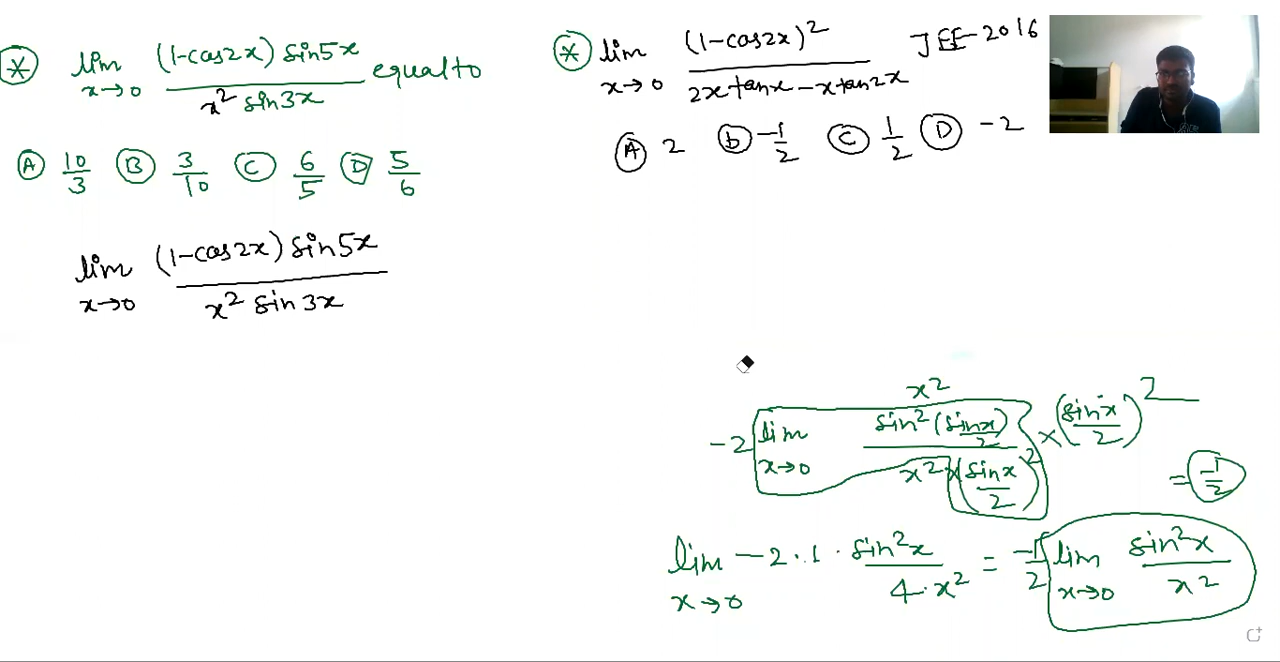 * lim x→0 (1-cos2x) sin5x / x² sin3x equal to
A 10/3 B 3/10 C 6/5 D 5/6
lim x→0 (1-cos2x) sin5x / x² sin3x
* lim x→0 (1-cos2x)² / 2x tanx - x tan2x JEE-2016
A 2 b -1/2 C 1/2 D -2
x²
-2 lim x→0 sin²(sinx/2) / x² × (sinx/2)² × (sinx/2)²
= -1/2
lim x→0 -2·1· sin²x / 4·x² = -1/2 lim x→0 sin²x / x²